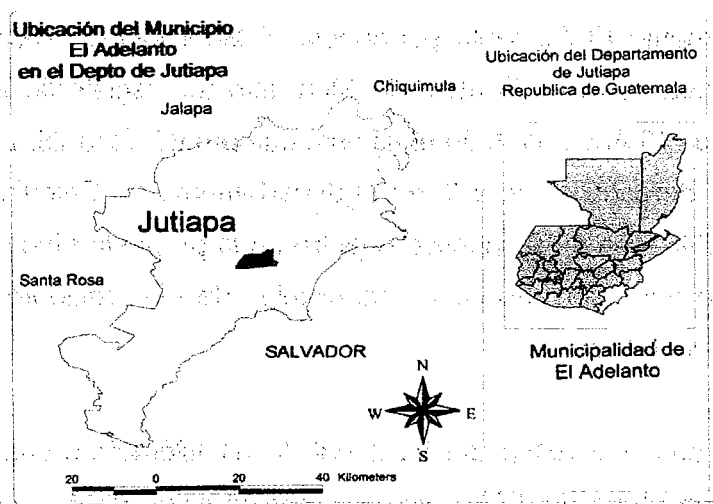 Ubicación del Municipio
El Adelanto
en el Depto de Jutiapa
Ubicación del Departamento
de Jutiapa
Republica de Guatemala
Chiquimula
Jalapa
Jutiapa
Santa Rosa
SALVADOR
Municipalidad de
El Adelanto
N
W E
S
20 0 20 40 Kilometers